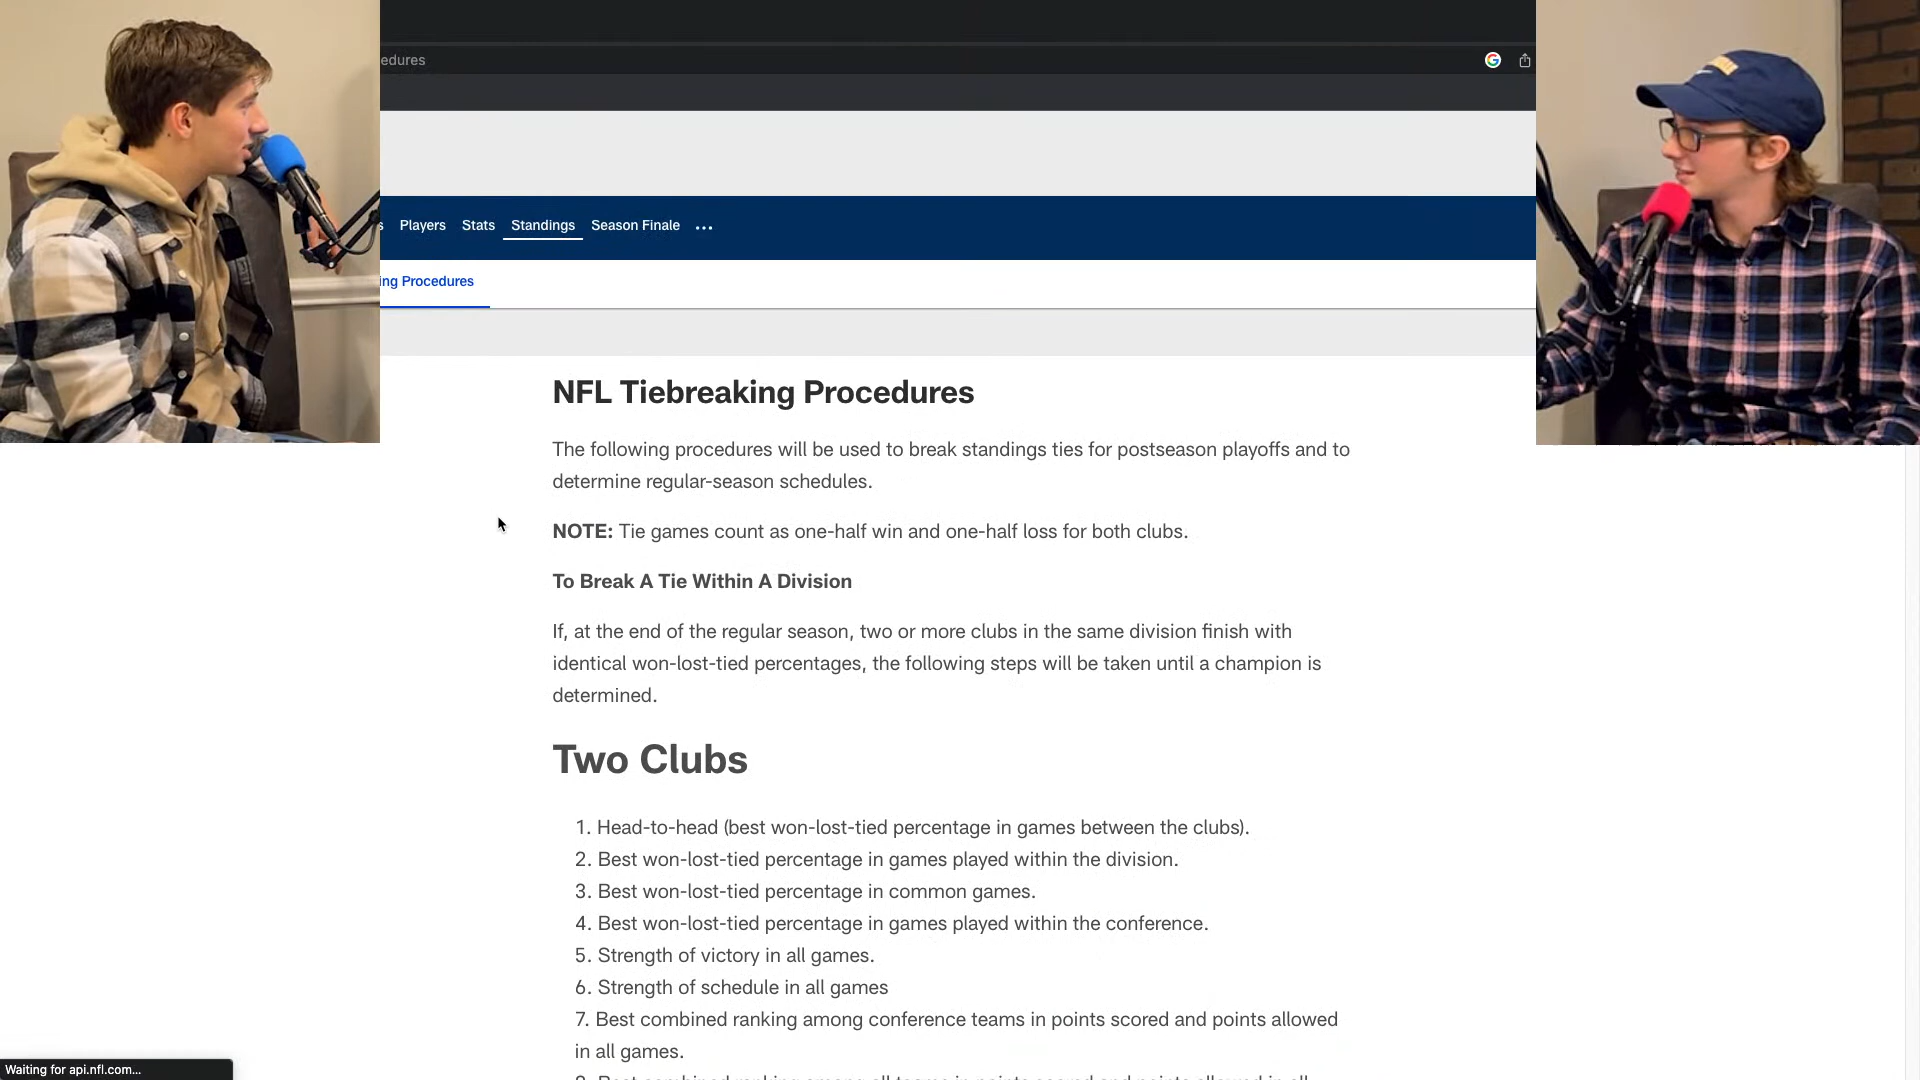 edures
Players Stats Standings Season Finale ...
ing Procedures
NFL Tiebreaking Procedures
The following procedures will be used to break standings ties for postseason playoffs and to
determine regular-season schedules.
NOTE: Tie games count as one-half win and one-half loss for both clubs.
To Break A Tie Within A Division
If, at the end of the regular season, two or more clubs in the same division finish with
identical won-lost-tied percentages, the following steps will be taken until a champion is
determined.
Two Clubs
1. Head-to-head (best won-lost-tied percentage in games between the clubs).
2. Best won-lost-tied percentage in games played within the division.
3. Best won-lost-tied percentage in common games.
4. Best won-lost-tied percentage in games played within the conference.
5. Strength of victory in all games.
6. Strength of schedule in all games
7. Best combined ranking among conference teams in points scored and points allowed
in all games.
Waiting for api.nfl.com...